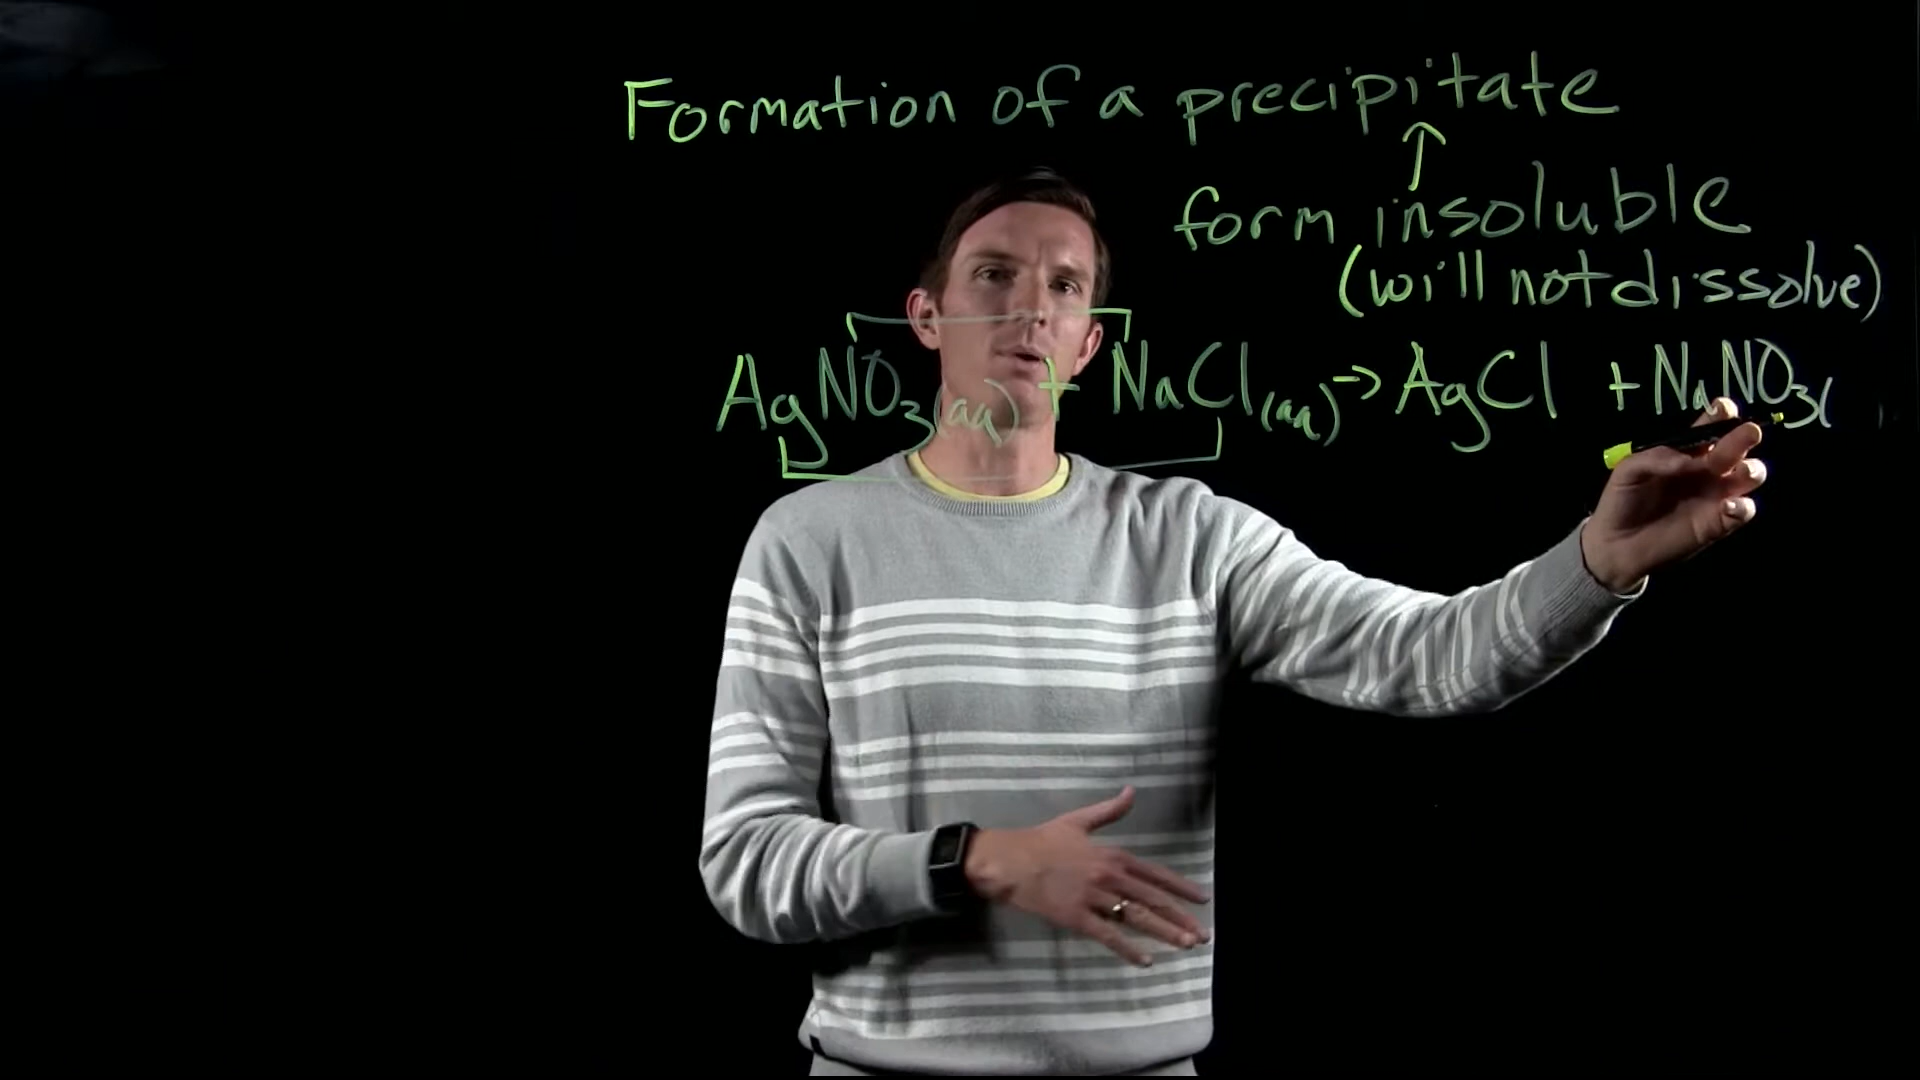 Formation of a precipitate
↑
form insoluble
(will not dissolve)
AgNO₃(aq) + NaCl(aq) → AgCl + NaNO₃(